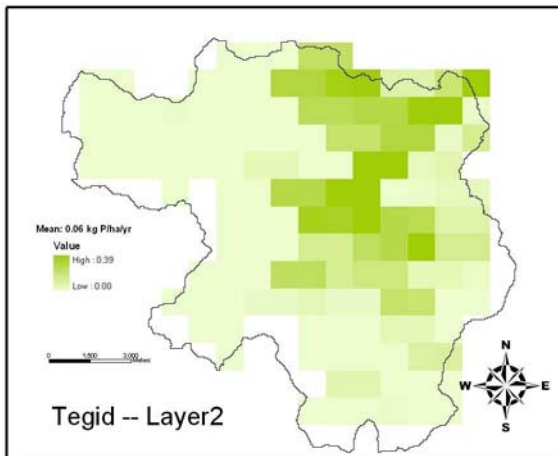 Mean: 0.06 kg P/ha/yr
Value
High : 0.39
Low : 0.00
0 1,500 3,000
Meters
N
W E
S
Tegid -- Layer2